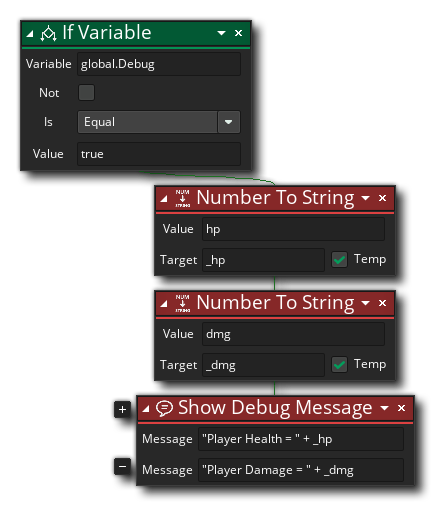 If Variable
Variable global.Debug
Not
Is Equal
Value true
NUM
STRING
Number To String
Value hp
Target _hp Temp
NUM
STRING
Number To String
Value dmg
Target _dmg Temp
Show Debug Message
Message "Player Health = " + _hp
Message "Player Damage = " + _dmg